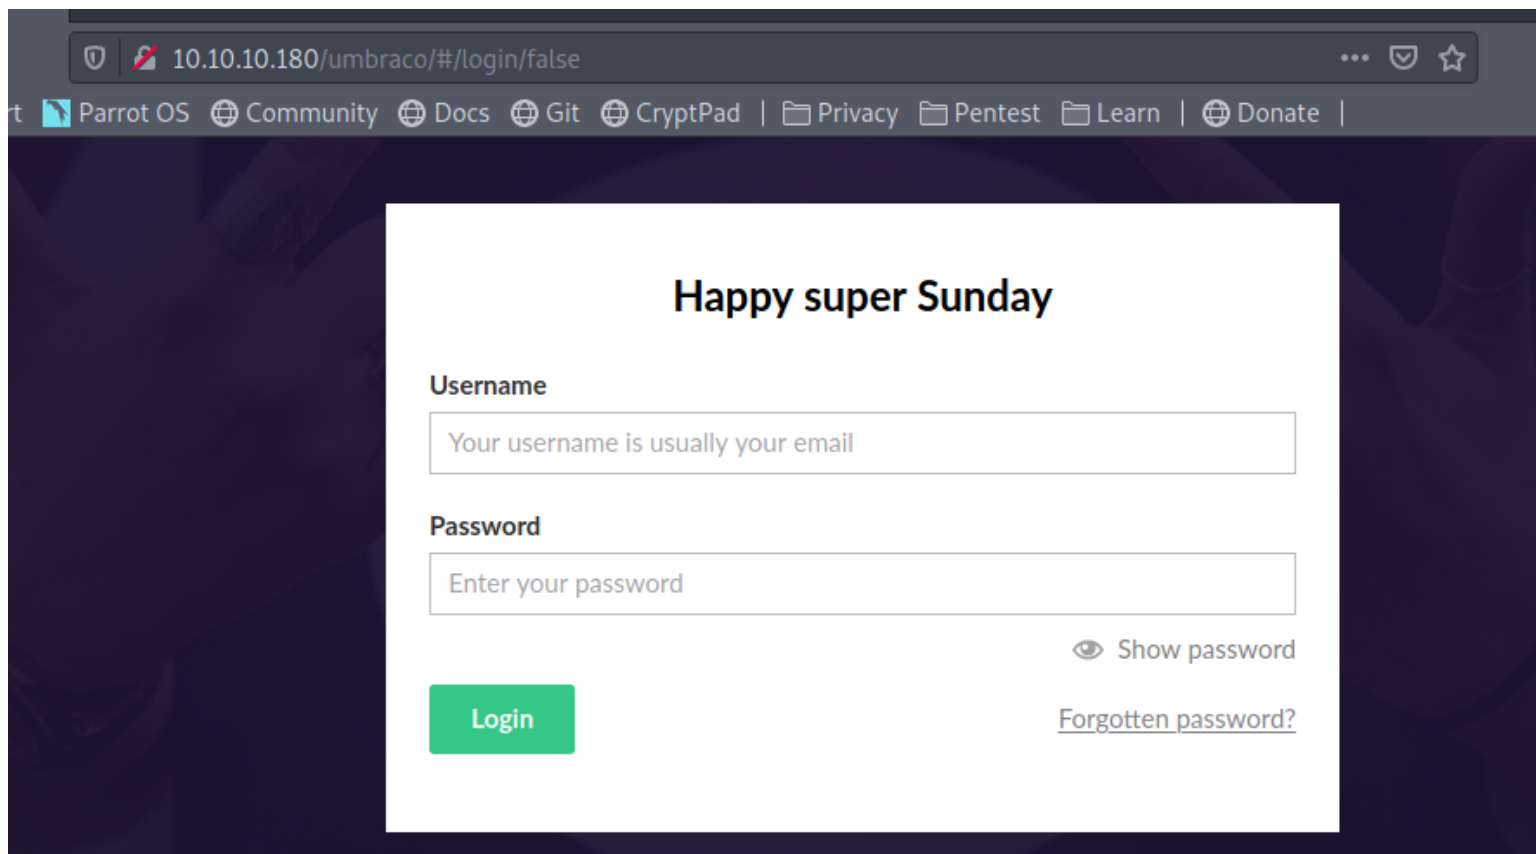 10.10.10.180/umbraco/#/login/false
rt Parrot OS Community Docs Git CryptPad | Privacy Pentest Learn | Donate |
Happy super Sunday
Username
Your username is usually your email
Password
Enter your password
Show password
Login Forgotten password?